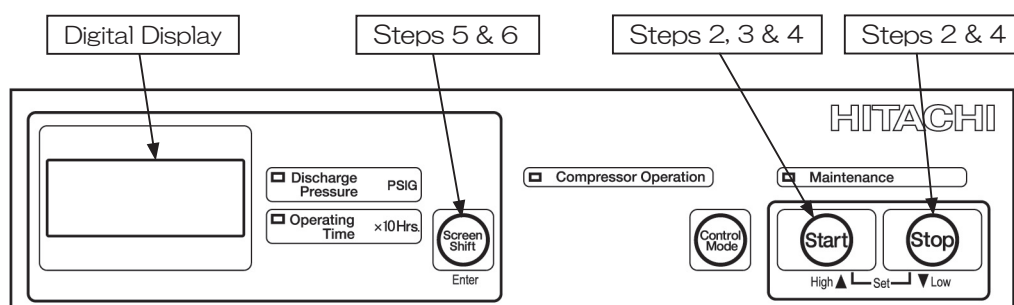 Digital Display
Steps 5 & 6
Steps 2, 3 & 4
Steps 2 & 4
HITACHI
Discharge
Pressure PSIG
Compressor Operation
Maintenance
Operating
Time ×10Hrs.
Screen
Shift
Enter
Control
Mode
Start
Stop
High ▲ Set ▼ Low